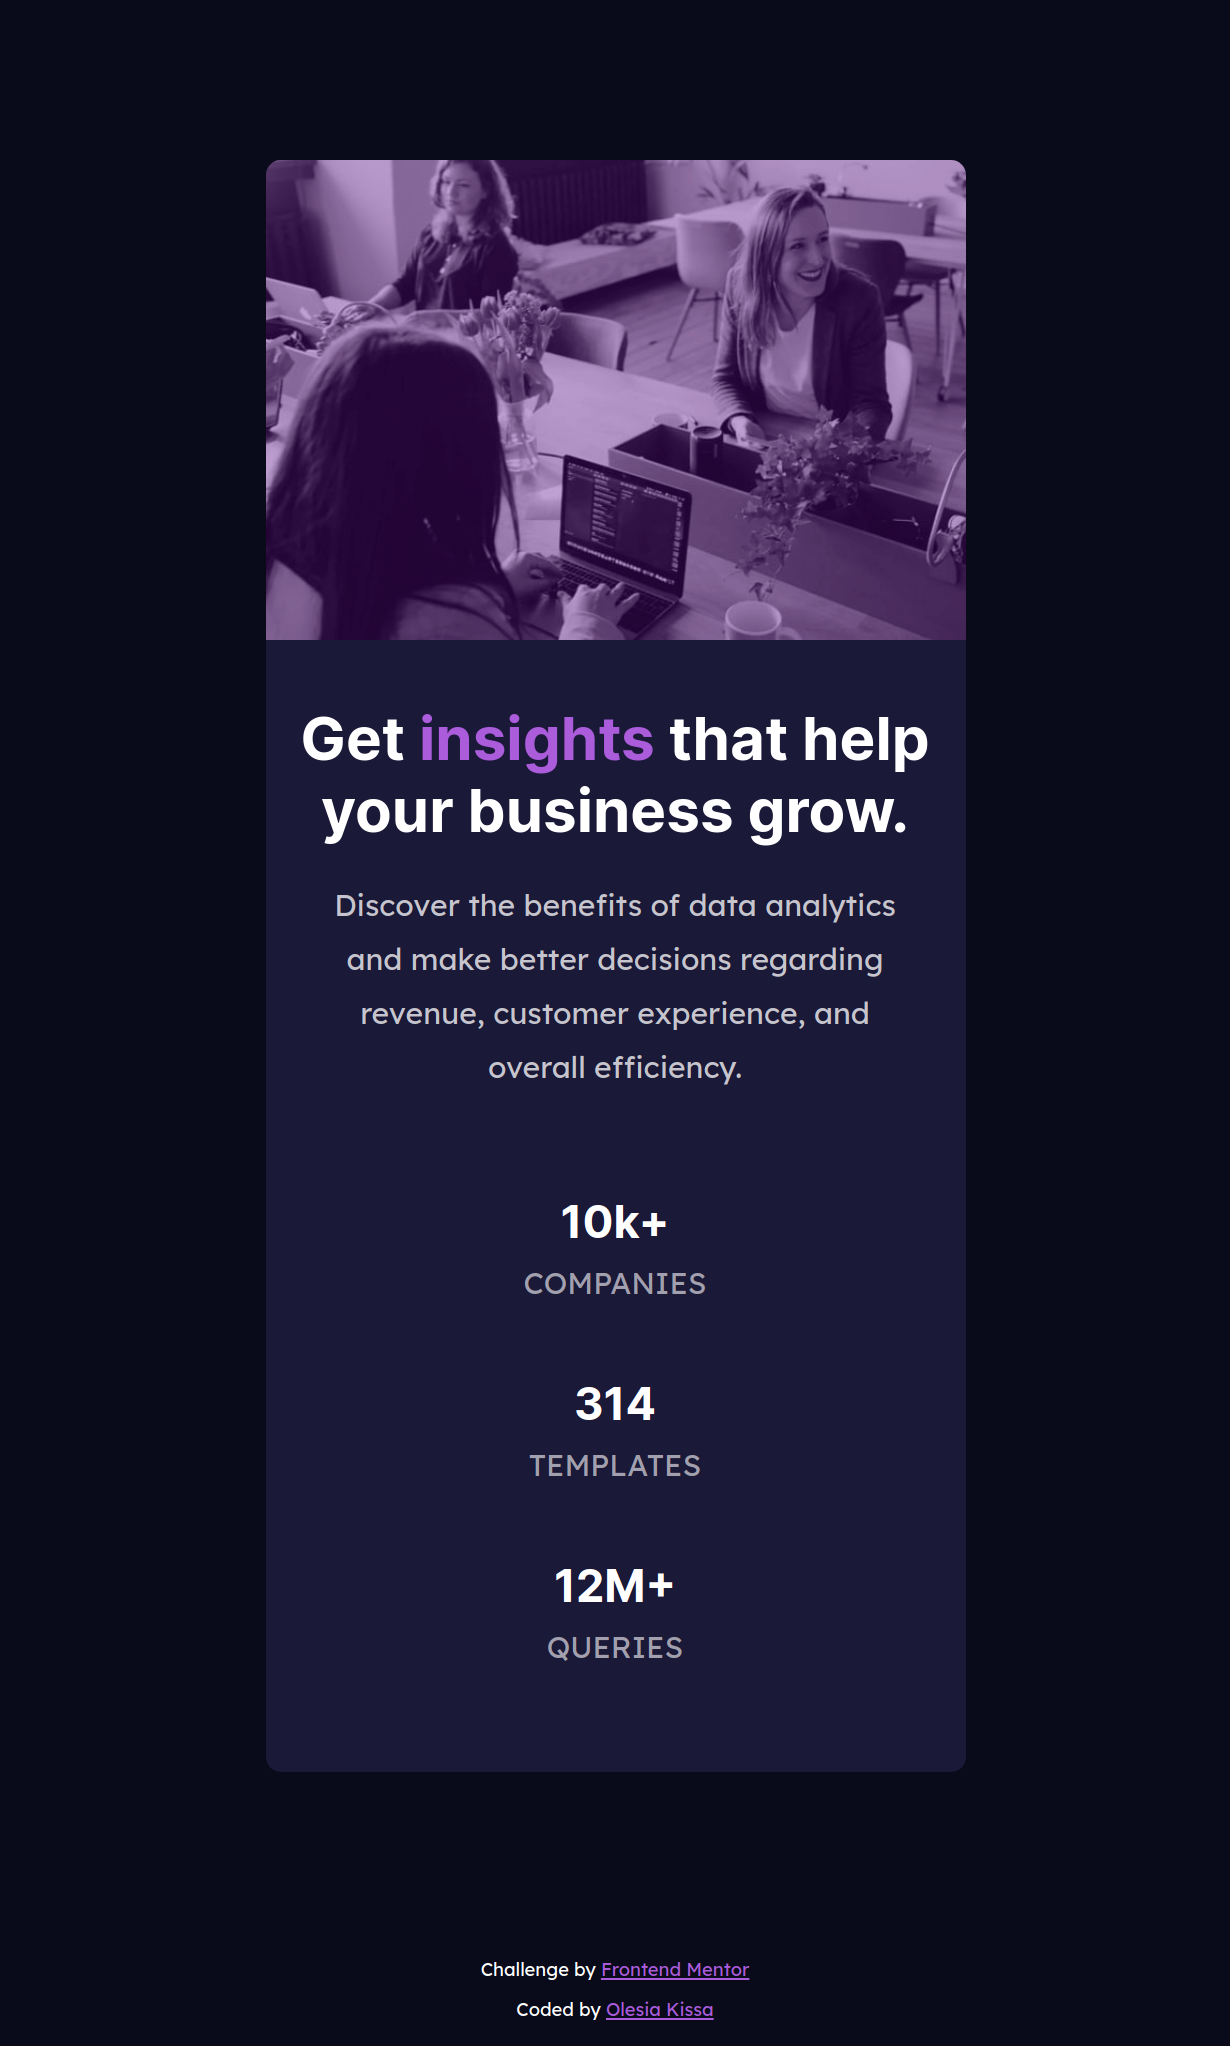 Get insights that help
your business grow.
Discover the benefits of data analytics
and make better decisions regarding
revenue, customer experience, and
overall efficiency.
10k+
COMPANIES
314
TEMPLATES
12M+
QUERIES
Challenge by Frontend Mentor
Coded by Olesia Kissa